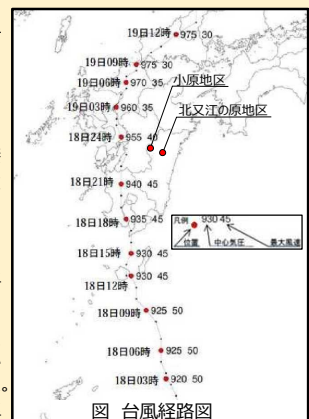 19日12時 975 30
19日09時 975 30
19日06時 970 35
小原地区
北又江の原地区
19日03時 960 35
18日24時 955 40
18日21時 940 45
18日18時 935 45
凡例 930 45
位置 中心気圧 最大風速
18日15時 930 45
18日12時 930 45
18日09時 925 50
18日06時 925 50
18日03時 920 50
図 台風経路図
。